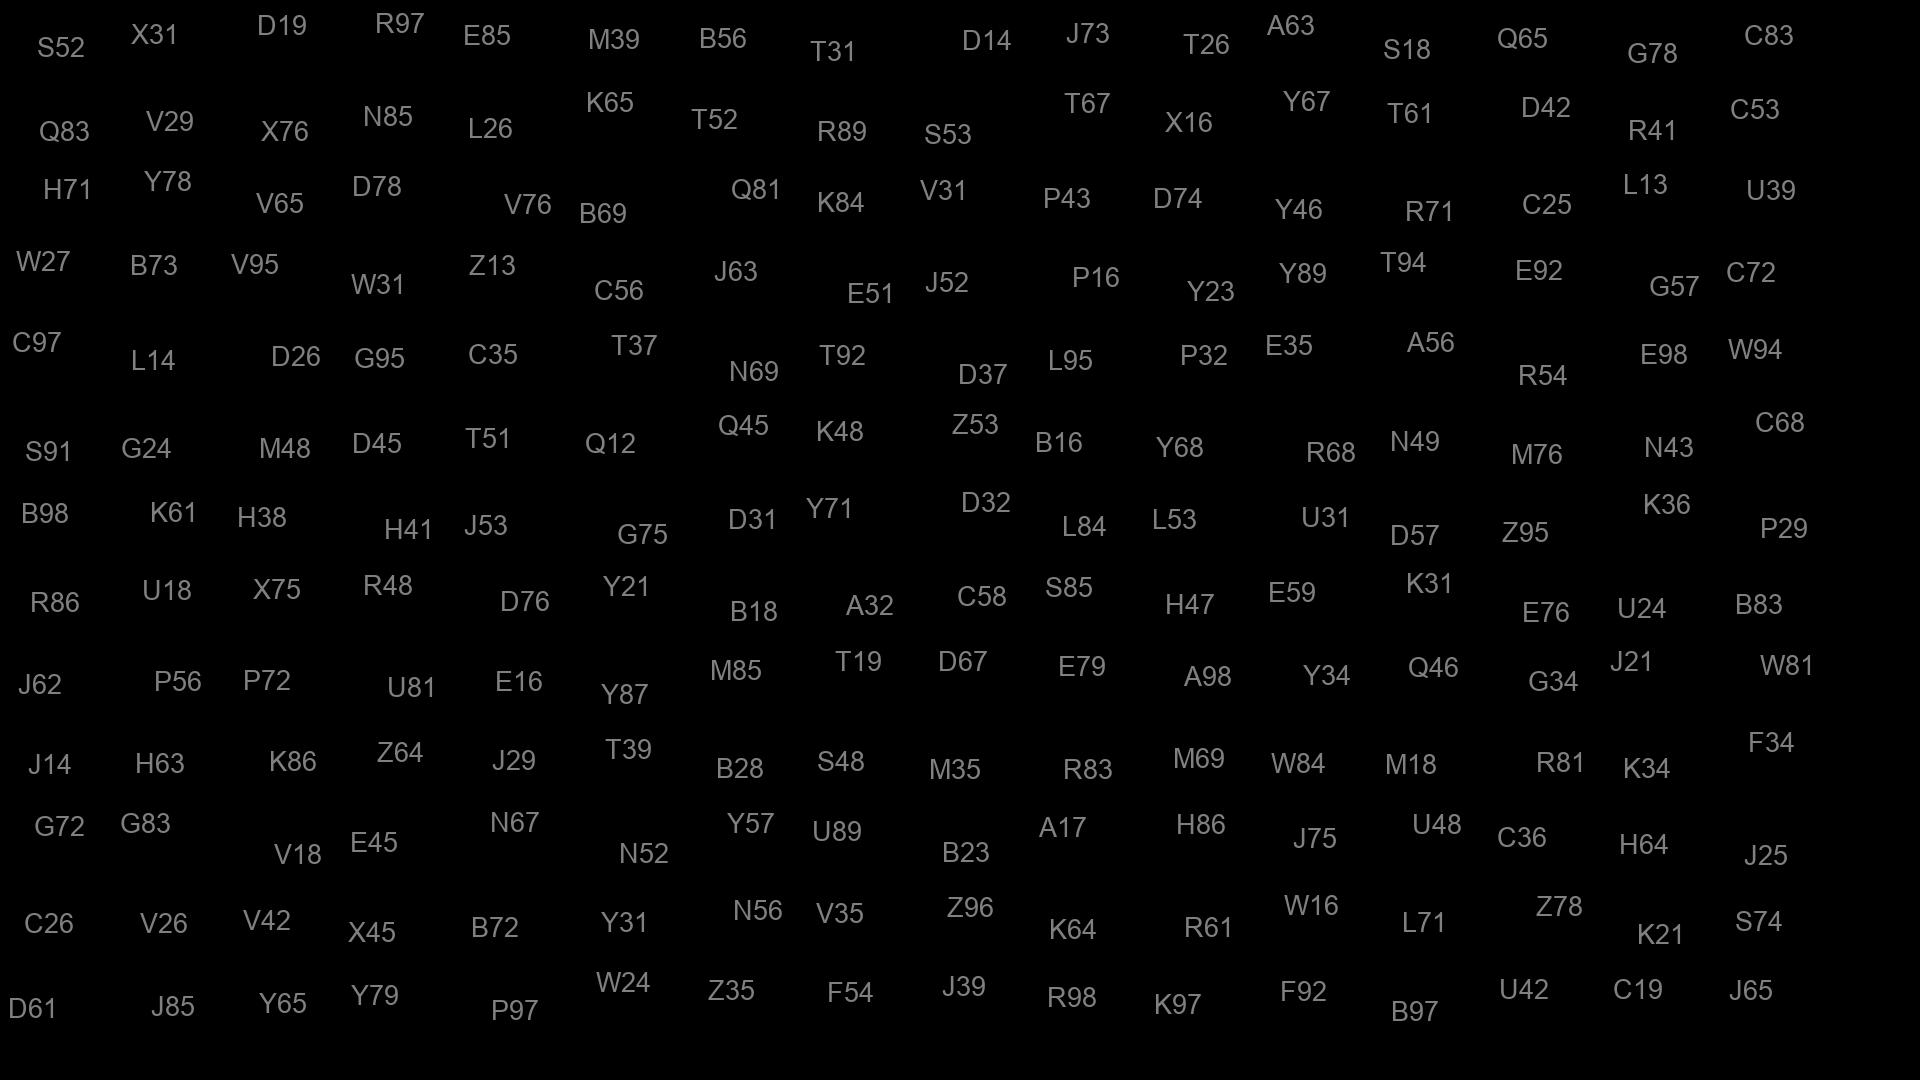 S52 X31 D19 R97 E85 M39 B56 T31 D14 J73 T26 A63 S18 Q65 G78 C83
Q83 V29 X76 N85 L26 K65 T52 R89 S53 T67 X16 Y67 T61 D42 R41 C53
H71 Y78 V65 D78 V76 B69 Q81 K84 V31 P43 D74 Y46 R71 C25 L13 U39
W27 B73 V95 W31 Z13 C56 J63 E51 J52 P16 Y23 Y89 T94 E92 G57 C72
C97 L14 D26 G95 C35 T37 N69 T92 D37 L95 P32 E35 A56 R54 E98 W94
S91 G24 M48 D45 T51 Q12 Q45 K48 Z53 B16 Y68 R68 N49 M76 N43 C68
B98 K61 H38 H41 J53 G75 D31 Y71 D32 L84 L53 U31 D57 Z95 K36 P29
R86 U18 X75 R48 D76 Y21 B18 A32 C58 S85 H47 E59 K31 E76 U24 B83
J62 P56 P72 U81 E16 Y87 M85 T19 D67 E79 A98 Y34 Q46 G34 J21 W81
J14 H63 K86 Z64 J29 T39 B28 S48 M35 R83 M69 W84 M18 R81 K34 F34
G72 G83 V18 E45 N67 N52 Y57 U89 B23 A17 H86 J75 U48 C36 H64 J25
C26 V26 V42 X45 B72 Y31 N56 V35 Z96 K64 R61 W16 L71 Z78 K21 S74
D61 J85 Y65 Y79 P97 W24 Z35 F54 J39 R98 K97 F92 B97 U42 C19 J65